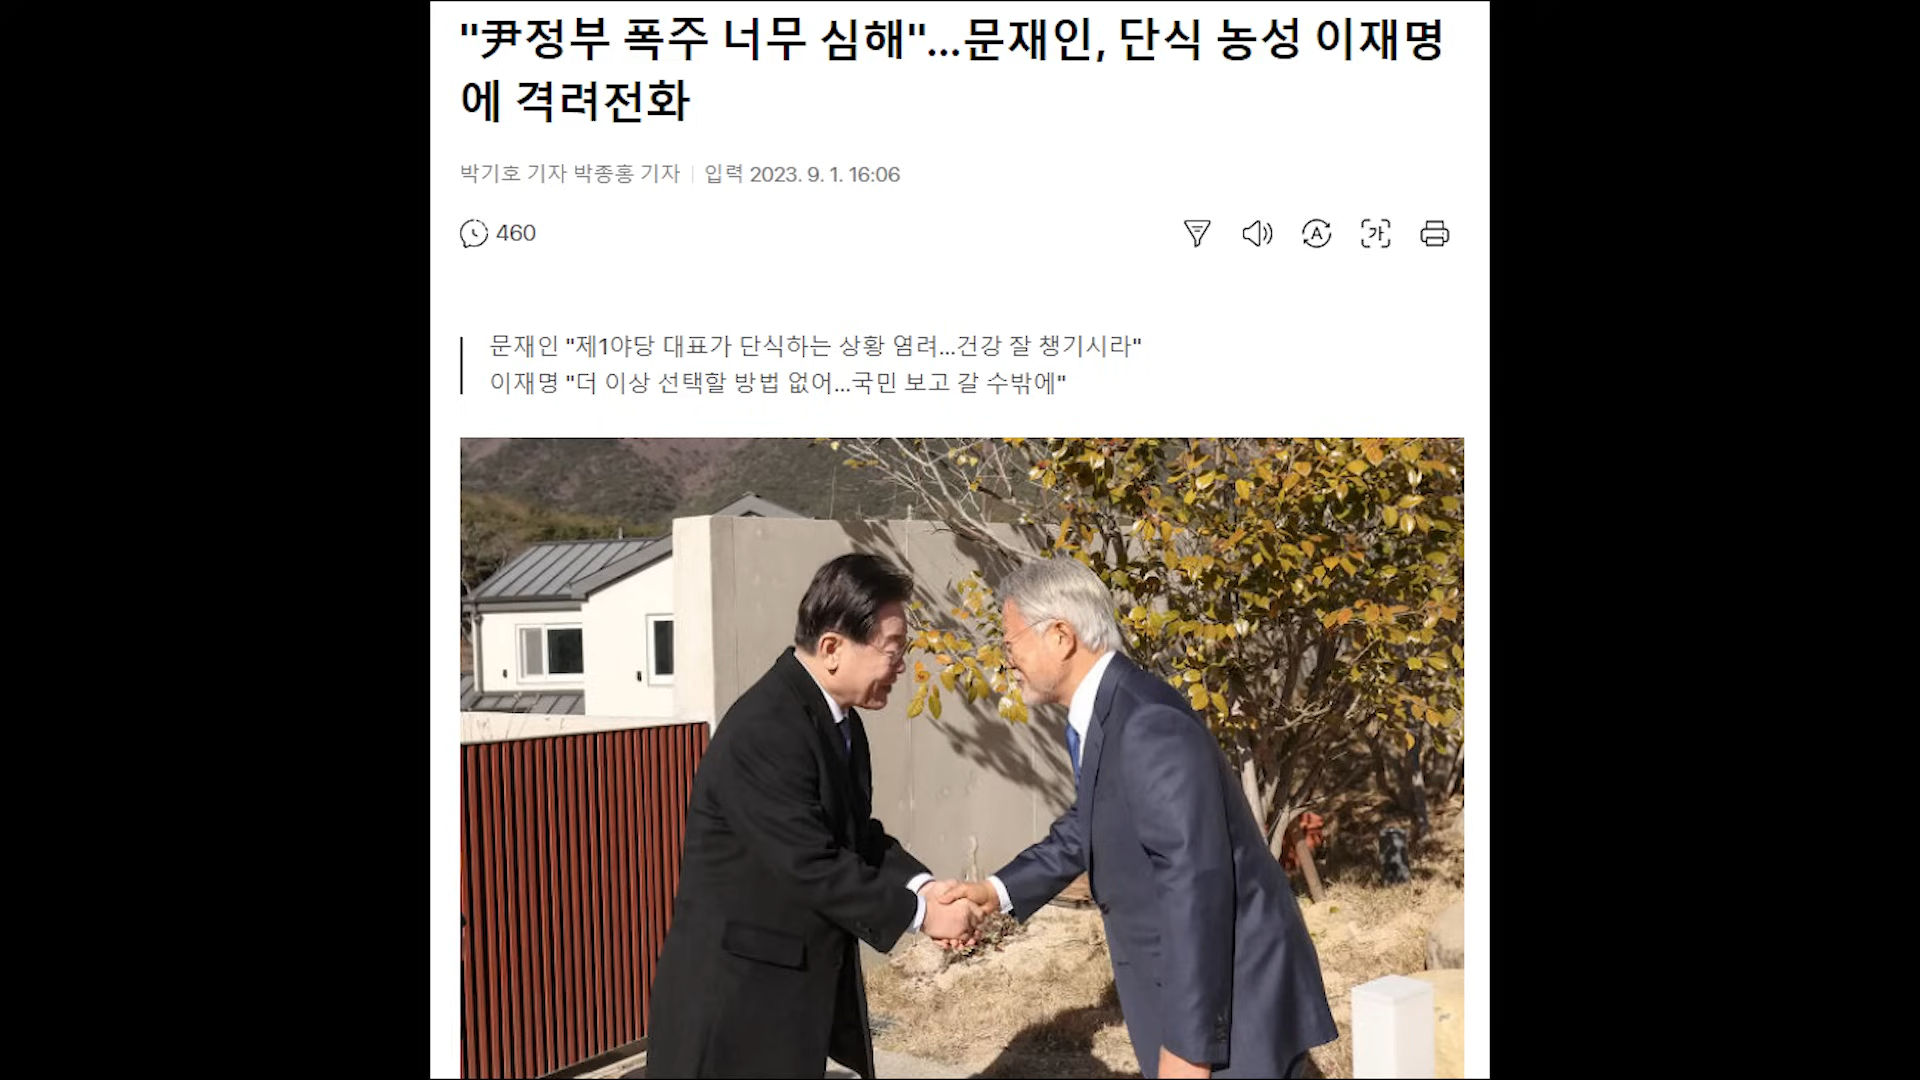 "尹정부 폭주 너무 심해"...문재인, 단식 농성 이재명
에 격려전화
박기호 기자 박종홍 기자 | 입력 2023. 9. 1. 16:06
460
A
가
문재인 "제1야당 대표가 단식하는 상황 염려...건강 잘 챙기시라"
이재명 "더 이상 선택할 방법 없어...국민 보고 갈 수밖에"